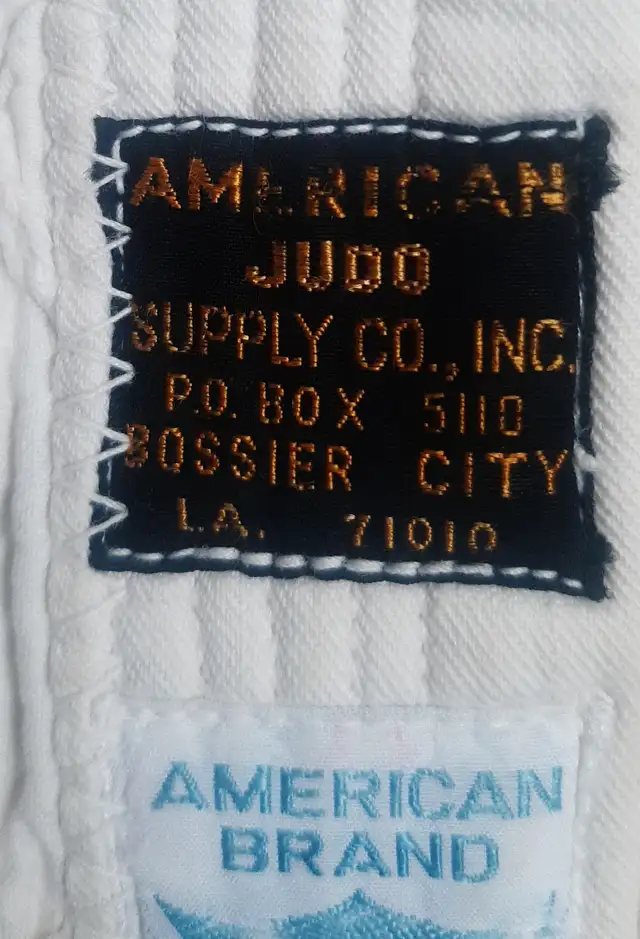 AMERICAN
JUDO
SUPPLY CO., INC.
P.O. BOX 5110
BOSSIER CITY
LA. 71010
AMERICAN
BRAND